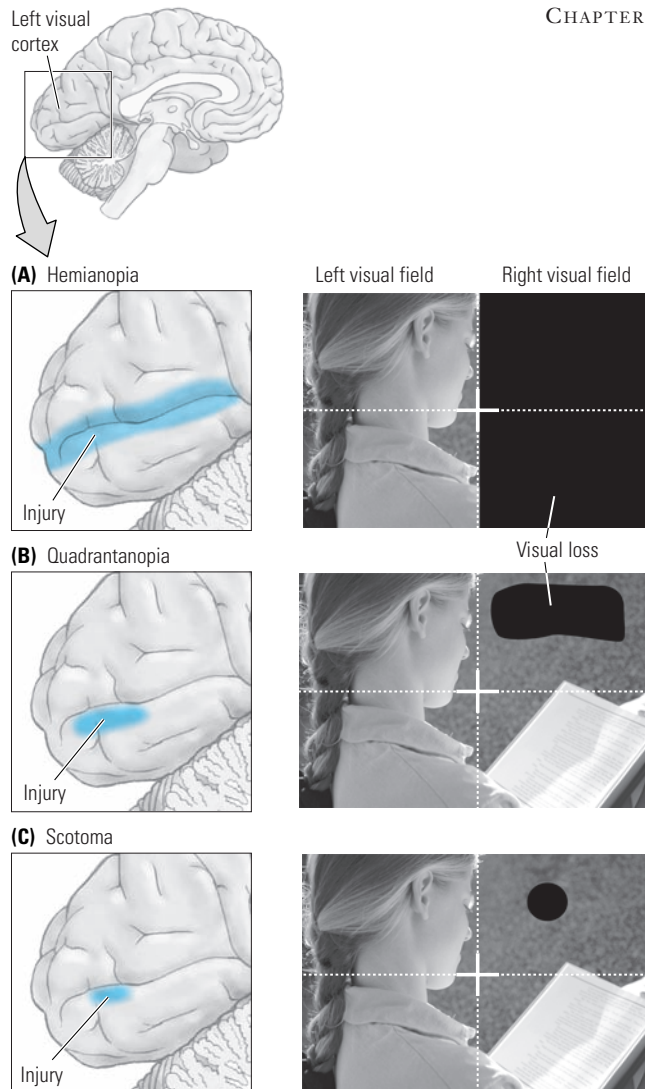 CHAPTER
Left visual
cortex
(A) Hemianopia
Left visual field
Right visual field
Injury
Visual loss
(B) Quadrantanopia
Injury
(C) Scotoma
Injury